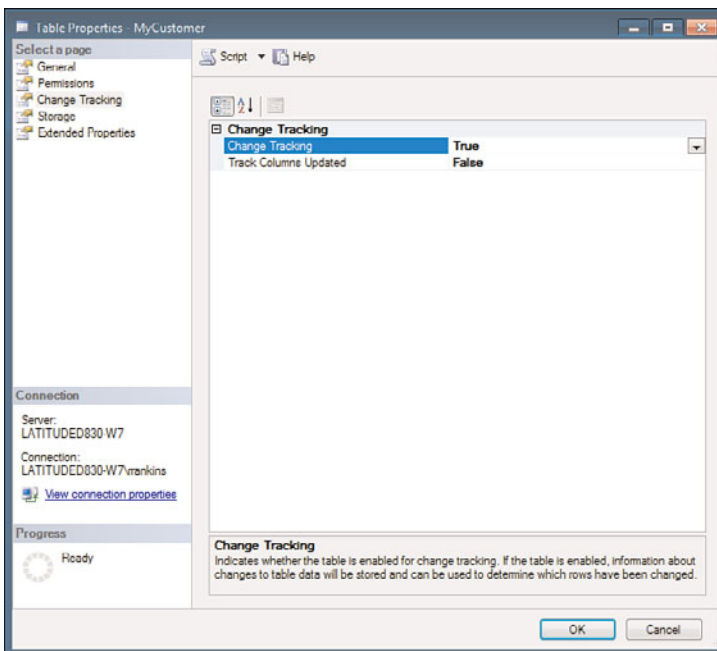 Table Properties - MyCustomer
Select a page
General
Permissions
Change Tracking
Storage
Extended Properties
Script Help
Change Tracking
Change Tracking True
Track Columns Updated False
Connection
Server:
LATITUDED830-W7
Connection:
LATITUDED830-W7\rrankins
View connection properties
Progress
Ready
Change Tracking
Indicates whether the table is enabled for change tracking. If the table is enabled, information about
changes to table data will be stored and can be used to determine which rows have been changed.
OK Cancel